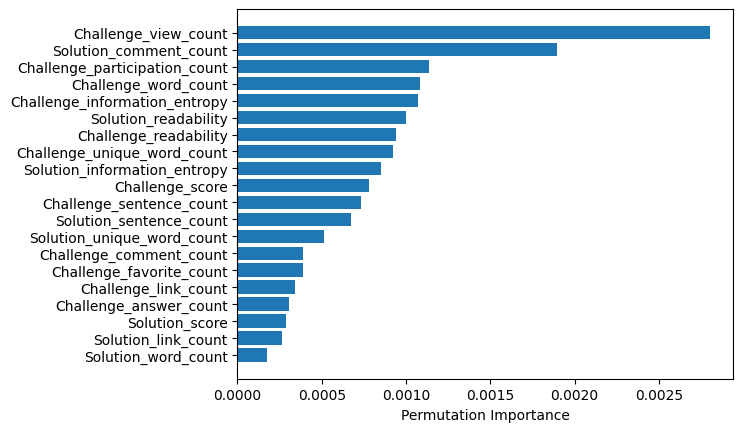 Challenge_view_count
Solution_comment_count
Challenge_participation_count
Challenge_word_count
Challenge_information_entropy
Solution_readability
Challenge_readability
Challenge_unique_word_count
Solution_information_entropy
Challenge_score
Challenge_sentence_count
Solution_sentence_count
Solution_unique_word_count
Challenge_comment_count
Challenge_favorite_count
Challenge_link_count
Challenge_answer_count
Solution_score
Solution_link_count
Solution_word_count
0.0000 0.0005 0.0010 0.0015 0.0020 0.0025
Permutation Importance